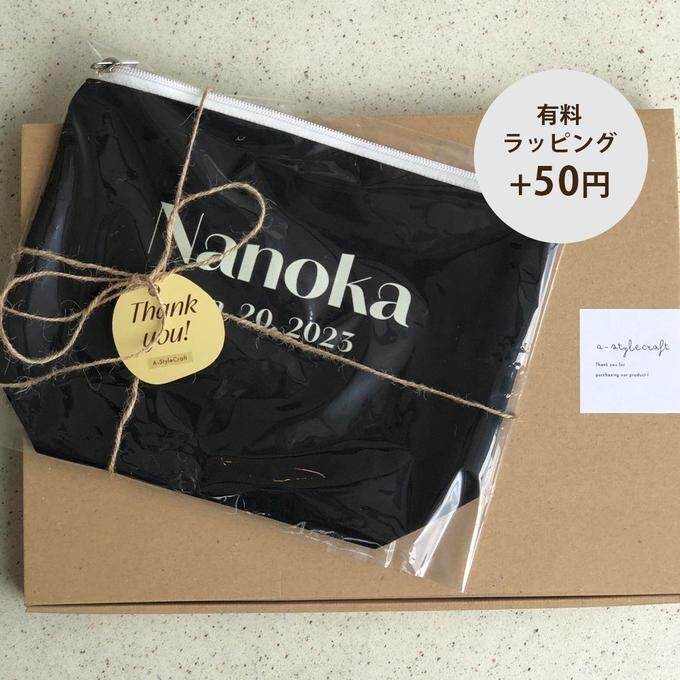 有料
ラッピング
+50円
Nanoka
20. 2023
Thank
you!
A-StyleCraft
a-stylecraft
Thank you for
purchasing our product !